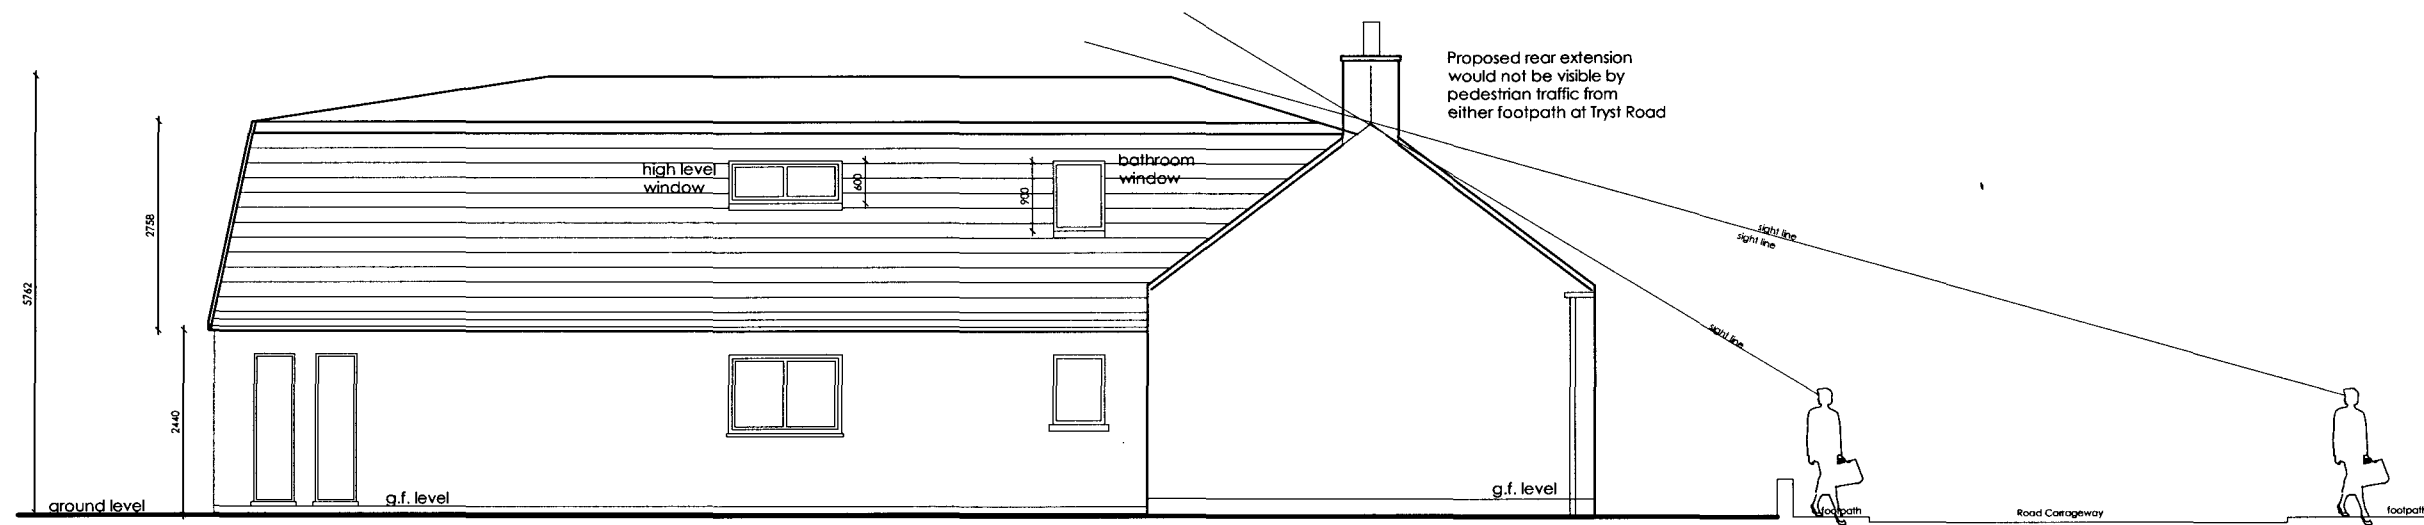 Proposed rear extension
would not be visible by
pedestrian traffic from
either footpath at Tryst Road
high level
window
600
900
bathroom
window
sight line
sight line
sight line
5762
2758
2440
ground level
g.f. level
g.f. level
footpath
Road Carrageway
footpath